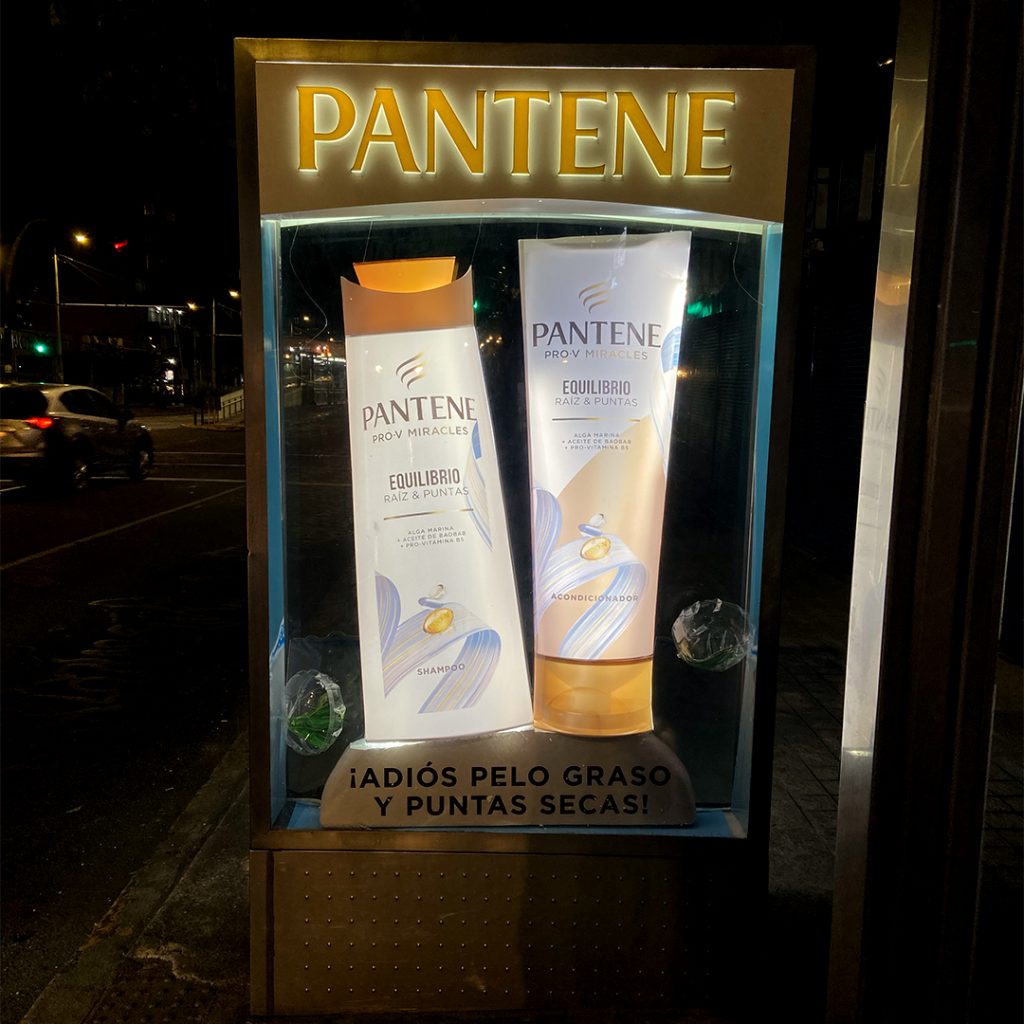 PANTENE
PANTENE
PRO-V MIRACLES
EQUILIBRIO
RAÍZ & PUNTAS
ALGA MARINA
+ ACEITE DE BAOBAB
+ PRO-VITAMINA B5
SHAMPOO
PANTENE
PRO-V MIRACLES
EQUILIBRIO
RAÍZ & PUNTAS
ALGA MARINA
+ ACEITE DE BAOBAB
+ PRO-VITAMINA B5
ACONDICIONADOR
¡ADIÓS PELO GRASO
Y PUNTAS SECAS!